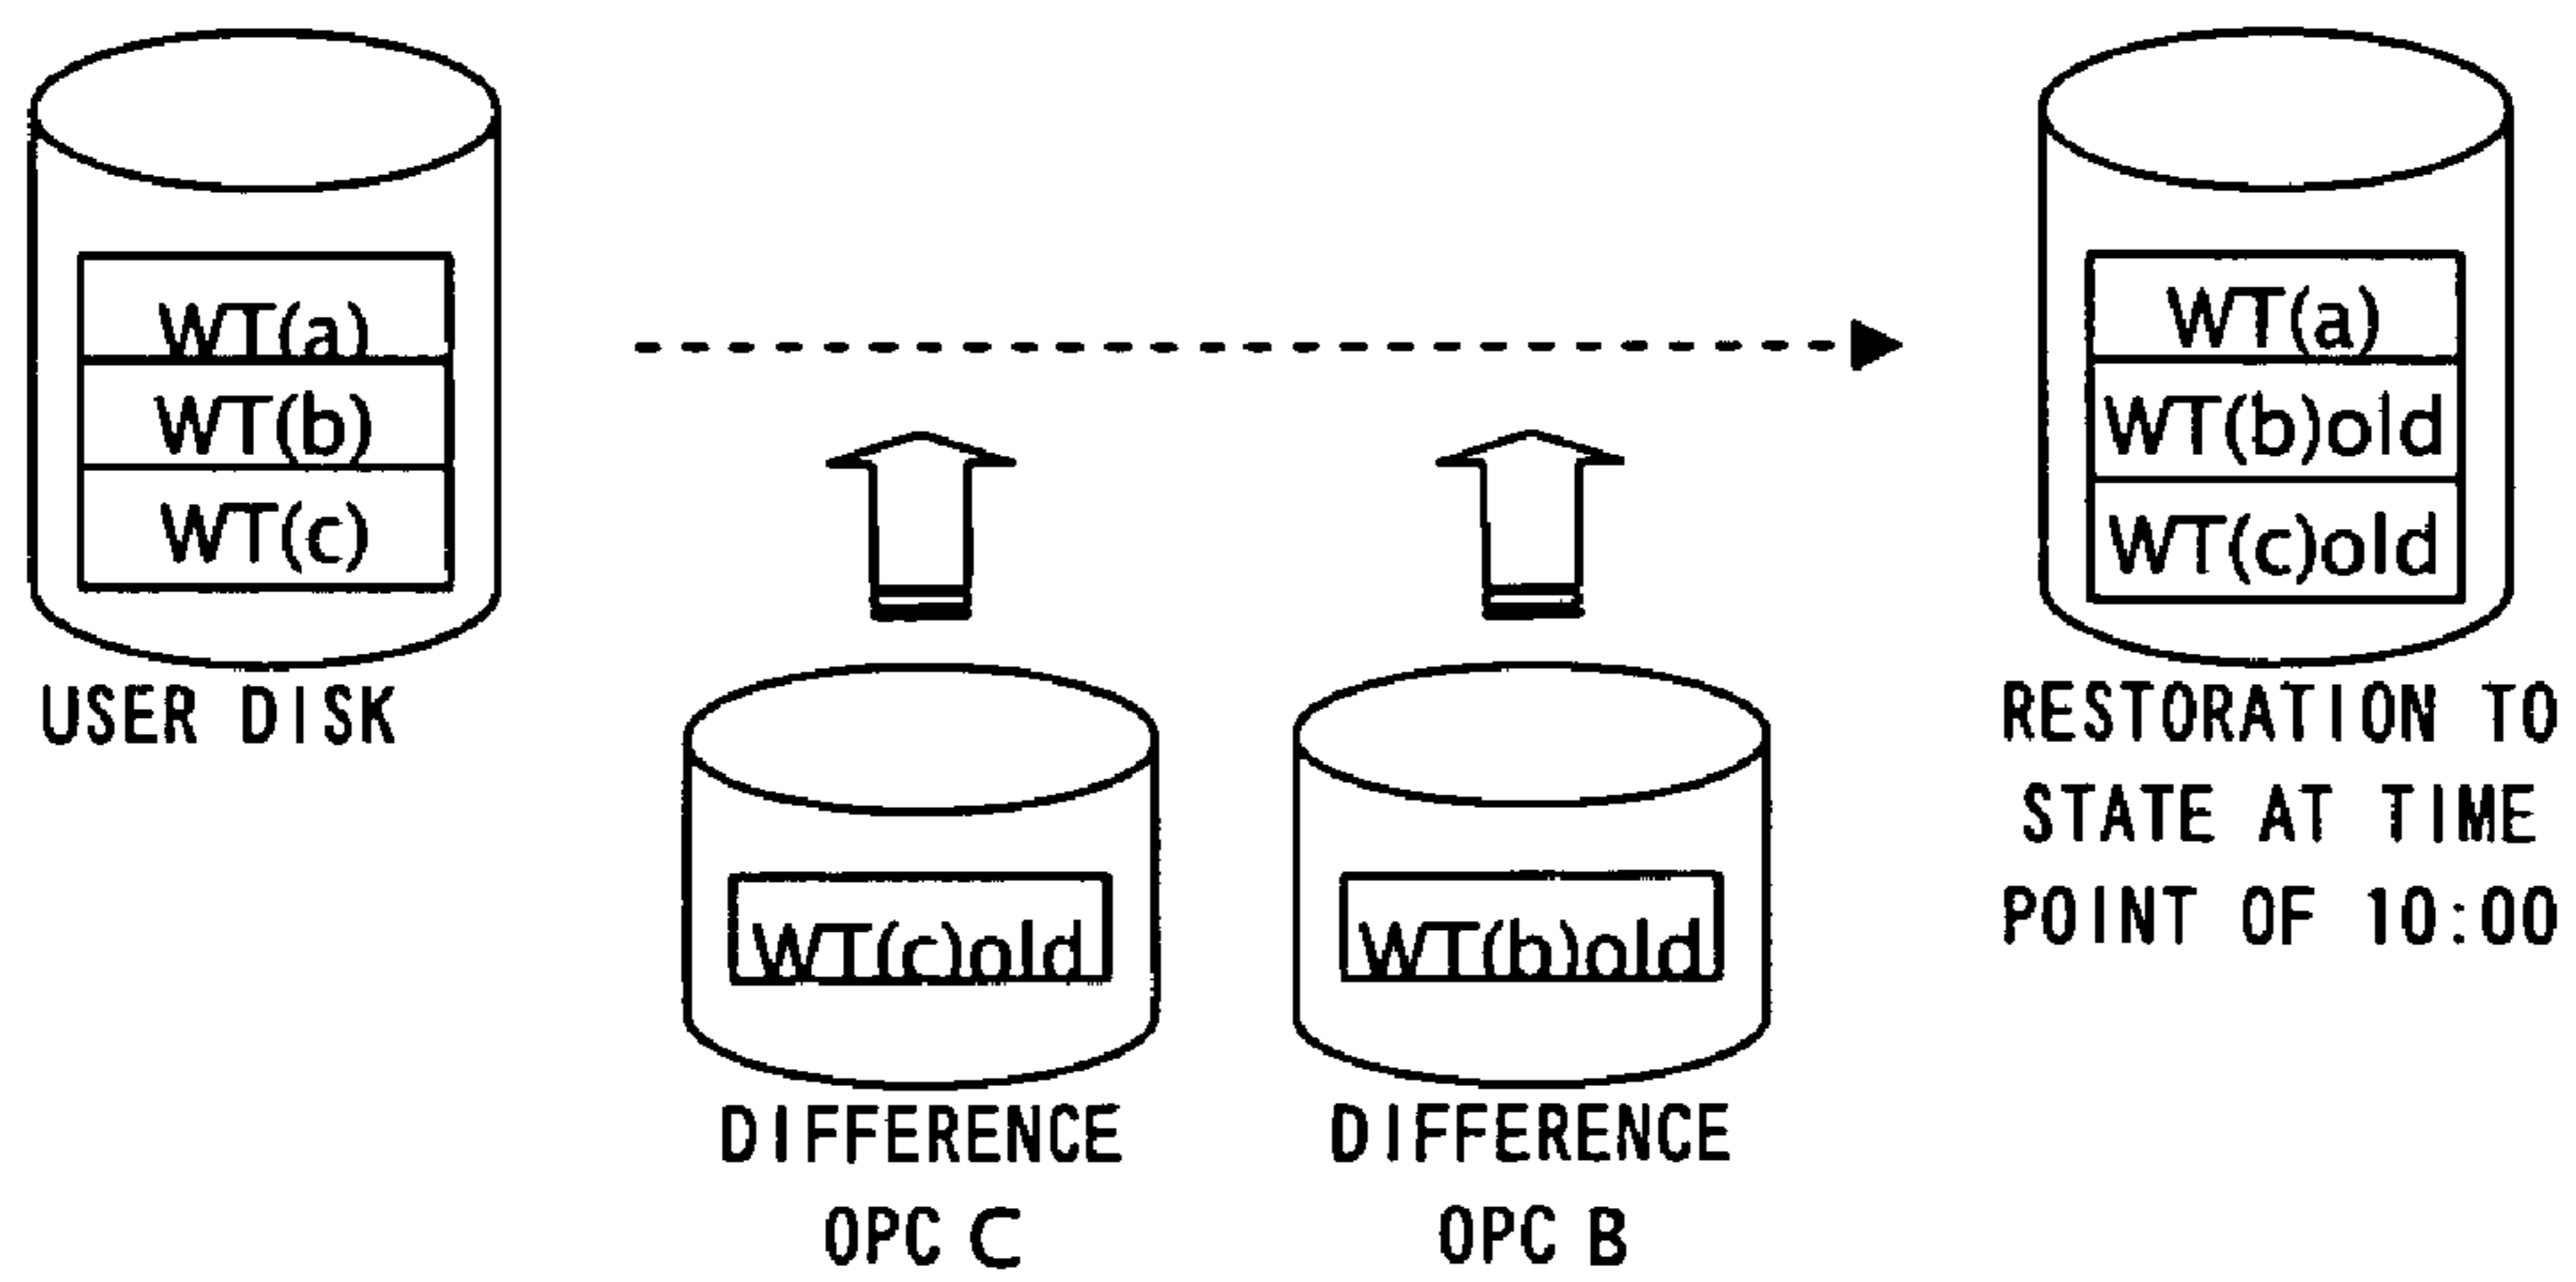 WT(a)
WT(b)
WT(c)
USER DISK
WT(c)old
DIFFERENCE
OPC C
WT(b)old
DIFFERENCE
OPC B
WT(a)
WT(b)old
WT(c)old
RESTORATION TO
STATE AT TIME
POINT OF 10:00